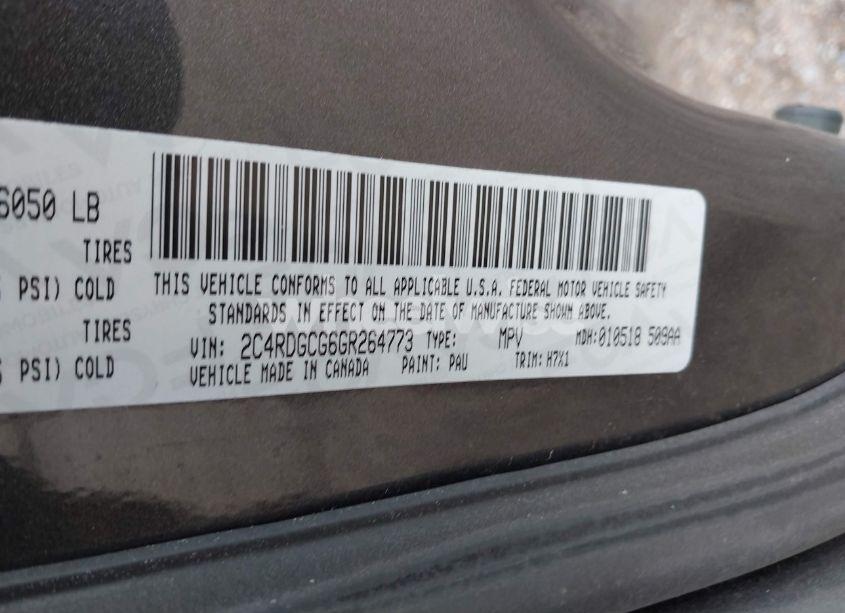 6050 LB
TIRES
PSI) COLD
TIRES
PSI) COLD
THIS VEHICLE CONFORMS TO ALL APPLICABLE U.S.A. FEDERAL MOTOR VEHICLE SAFETY
STANDARDS IN EFFECT ON THE DATE OF MANUFACTURE SHOWN ABOVE.
VIN: 2C4RDGCG6GR264773 TYPE: MPV MDH: 010518 509AA
VEHICLE MADE IN CANADA PAINT: PAU TRIM: H7X1